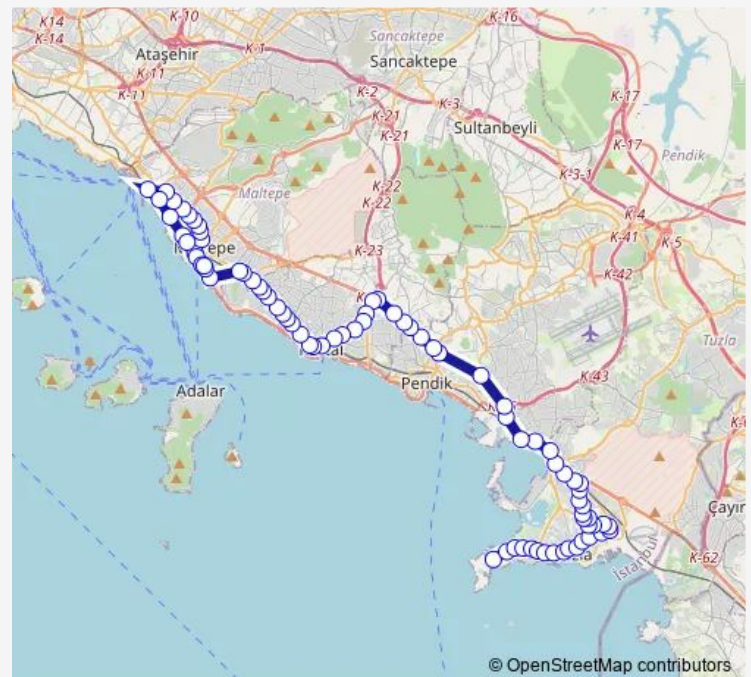 K14
K-14
K-10
K-16
Ataşehir
K-1
Sancaktepe
Sancaktepe
K-11
K-11
K-2
K-3
K-17
K-21
K-21
Sultanbeyli
K-17
Pendik
K-3-1
Maltepe
K-22
K-22
K-4
K-41
K-5
K-23
K-42
Tuzla
K-43
Pendik
Adalar
Çayır
K-62
İstanbul
© OpenStreetMap contributors